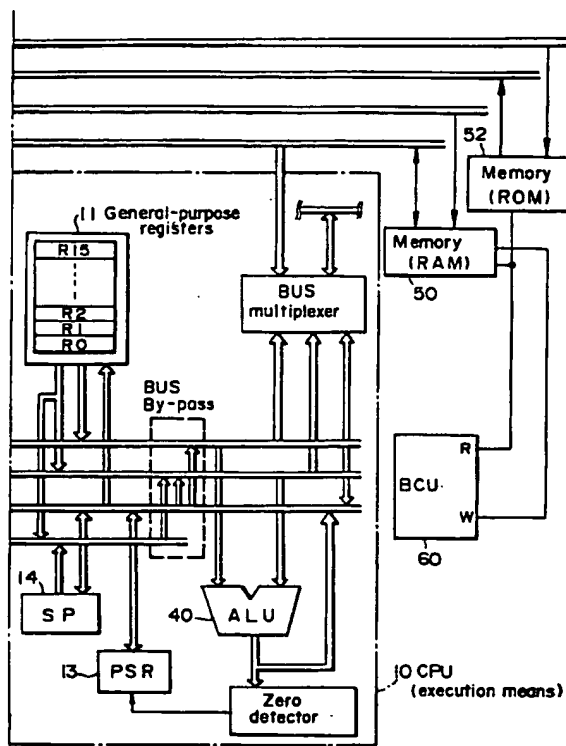 52
Memory
(ROM)
11 General-purpose
registers
R15
R2
R1
R0
Memory
(RAM)
50
BUS
multiplexer
BUS
By-pass
BCU
R
W
60
14
SP
40
ALU
13
PSR
Zero
detector
10 CPU
(execution means)